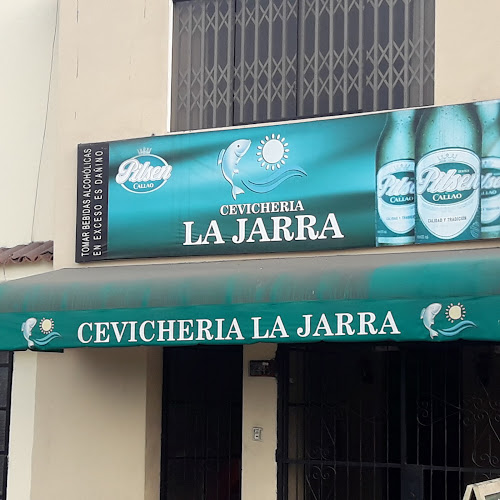 TOMAR BEBIDAS ALCOHÓLICAS
EN EXCESO ES DAÑINO
Pilsen
CALLAO
CEVICHERIA
LA JARRA
Pilsen
CALLAO
Pilsen
CALLAO
CALIDAD Y TRADICIÓN
CEVICHERIA LA JARRA